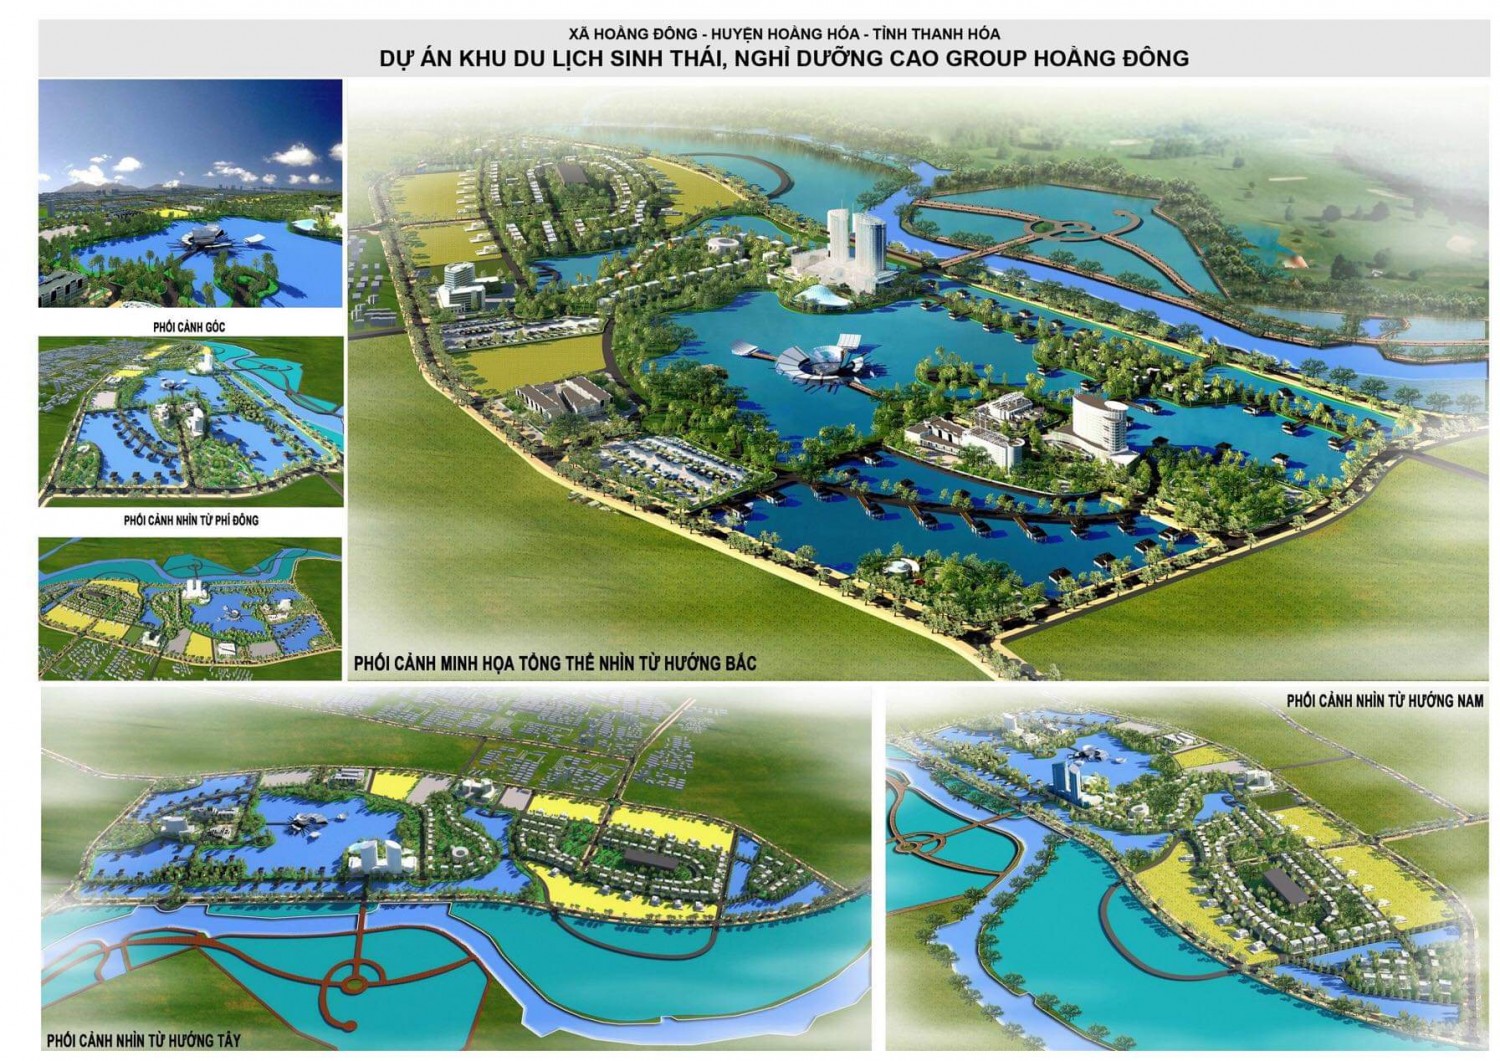 XÃ HOẰNG ĐÔNG - HUYỆN HOẰNG HÓA - TỈNH THANH HÓA
DỰ ÁN KHU DU LỊCH SINH THÁI, NGHỈ DƯỠNG CAO GROUP HOẰNG ĐÔNG
PHỐI CẢNH GÓC
PHỐI CẢNH NHÌN TỪ PHÍ ĐÔNG
PHỐI CẢNH MINH HỌA TỔNG THỂ NHÌN TỪ HƯỚNG BẮC
PHỐI CẢNH NHÌN TỪ HƯỚNG TÂY
PHỐI CẢNH NHÌN TỪ HƯỚNG NAM